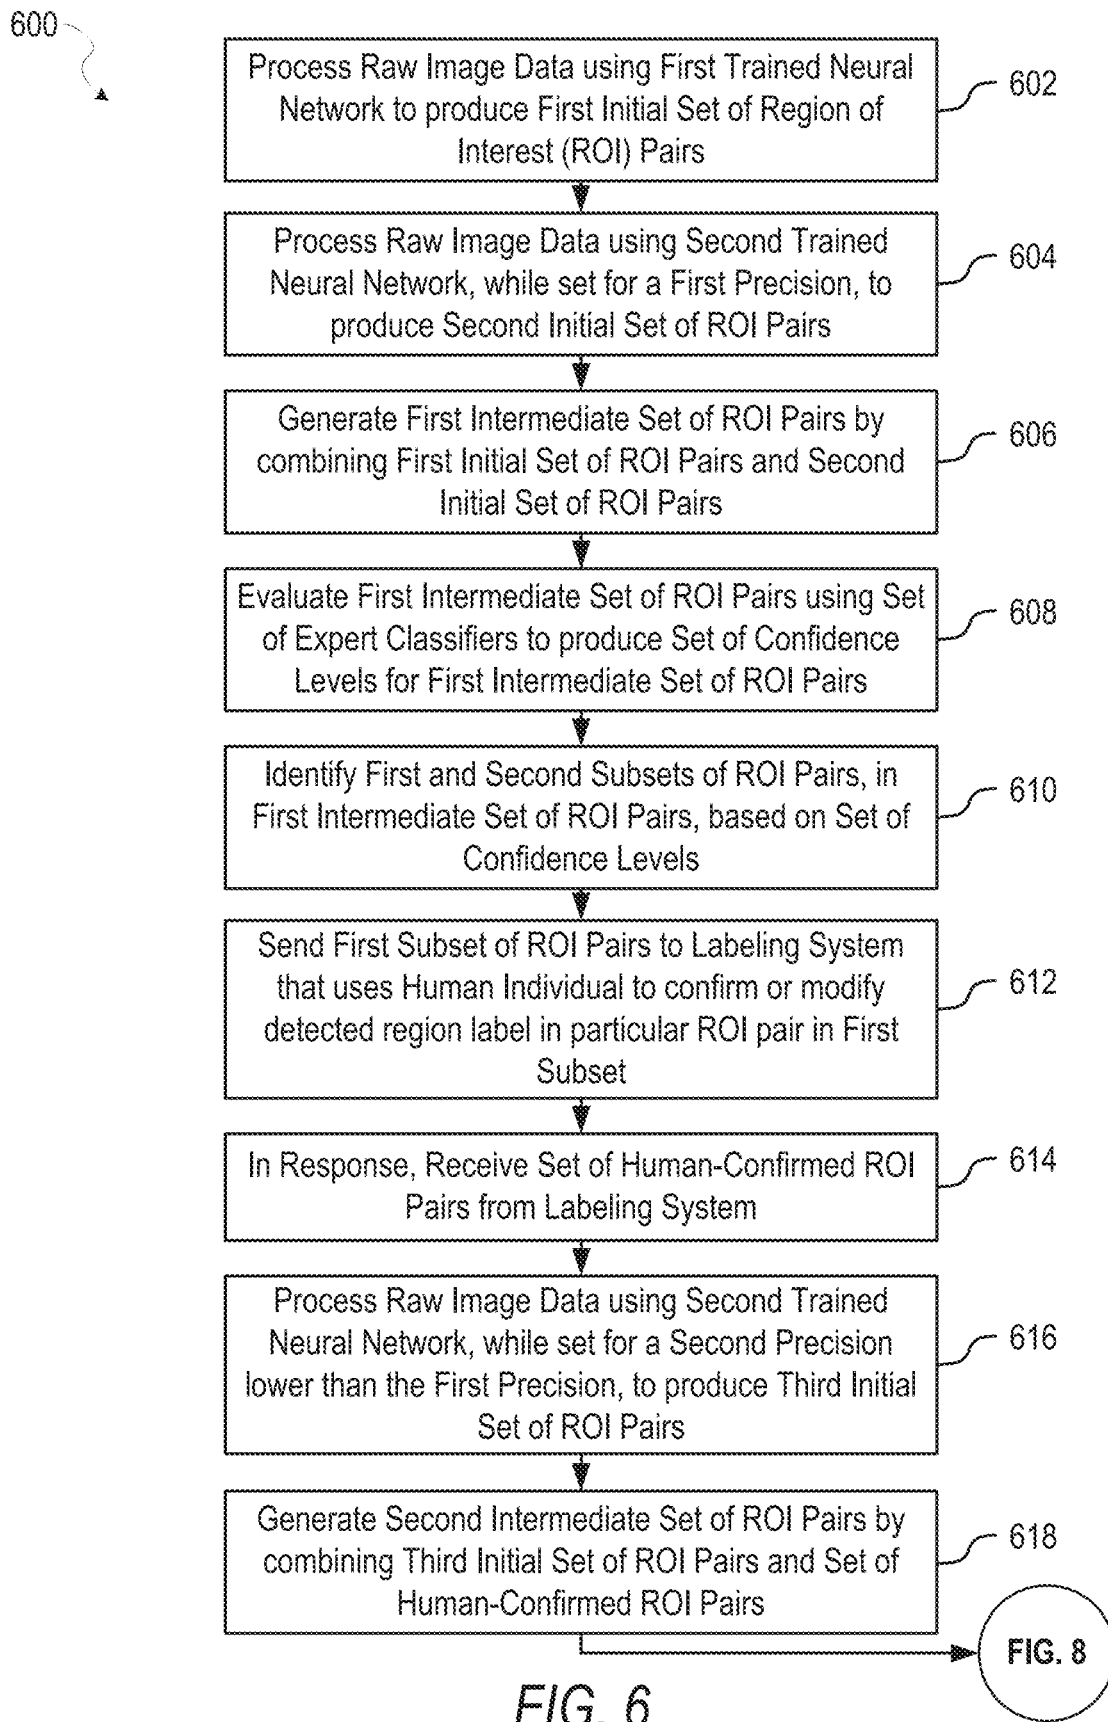 600
Process Raw Image Data using First Trained Neural
Network to produce First Initial Set of Region of
Interest (ROI) Pairs
602
Process Raw Image Data using Second Trained
Neural Network, while set for a First Precision, to
produce Second Initial Set of ROI Pairs
604
Generate First Intermediate Set of ROI Pairs by
combining First Initial Set of ROI Pairs and Second
Initial Set of ROI Pairs
606
Evaluate First Intermediate Set of ROI Pairs using Set
of Expert Classifiers to produce Set of Confidence
Levels for First Intermediate Set of ROI Pairs
608
Identify First and Second Subsets of ROI Pairs, in
First Intermediate Set of ROI Pairs, based on Set of
Confidence Levels
610
Send First Subset of ROI Pairs to Labeling System
that uses Human Individual to confirm or modify
detected region label in particular ROI pair in First
Subset
612
In Response, Receive Set of Human-Confirmed ROI
Pairs from Labeling System
614
Process Raw Image Data using Second Trained
Neural Network, while set for a Second Precision
lower than the First Precision, to produce Third Initial
Set of ROI Pairs
616
Generate Second Intermediate Set of ROI Pairs by
combining Third Initial Set of ROI Pairs and Set of
Human-Confirmed ROI Pairs
618
FIG. 8
FIG. 6